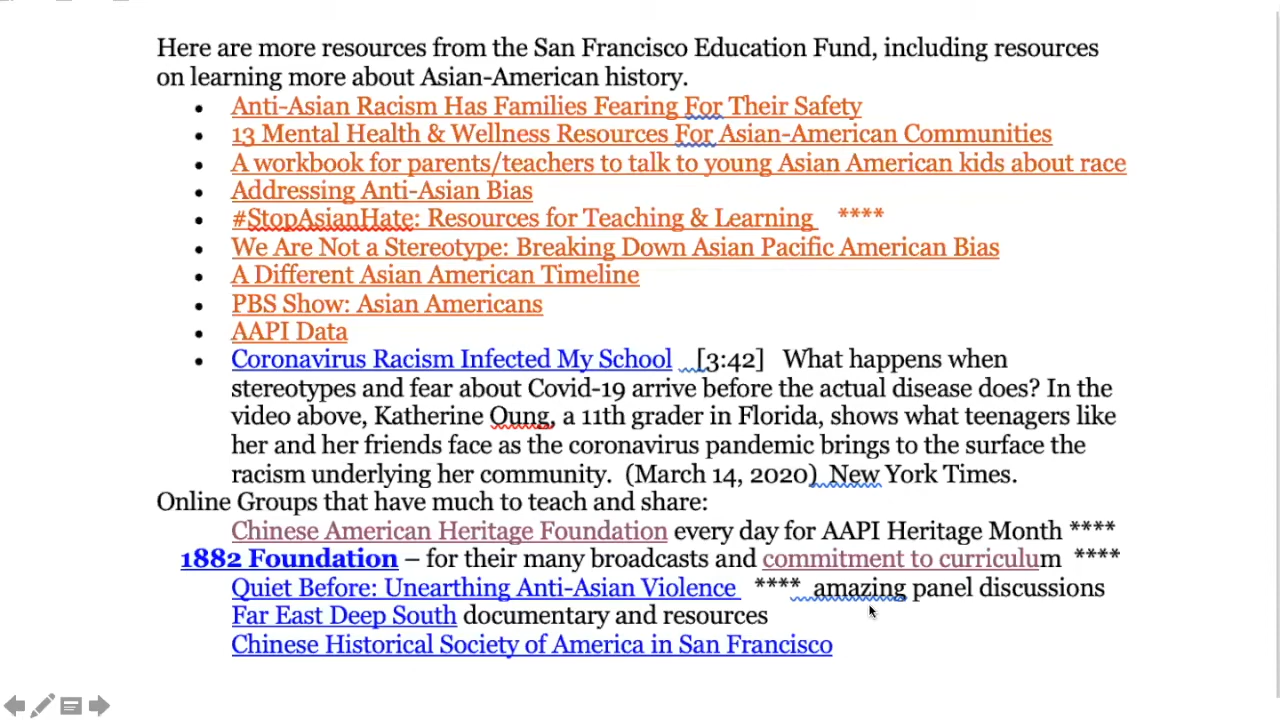 Here are more resources from the San Francisco Education Fund, including resources
on learning more about Asian-American history.
• Anti-Asian Racism Has Families Fearing For Their Safety
• 13 Mental Health & Wellness Resources For Asian-American Communities
• A workbook for parents/teachers to talk to young Asian American kids about race
• Addressing Anti-Asian Bias
• #StopAsianHate: Resources for Teaching & Learning ****
• We Are Not a Stereotype: Breaking Down Asian Pacific American Bias
• A Different Asian American Timeline
• PBS Show: Asian Americans
• AAPI Data
• Coronavirus Racism Infected My School [3:42] What happens when
stereotypes and fear about Covid-19 arrive before the actual disease does? In the
video above, Katherine Oung, a 11th grader in Florida, shows what teenagers like
her and her friends face as the coronavirus pandemic brings to the surface the
racism underlying her community. (March 14, 2020) New York Times.
Online Groups that have much to teach and share:
Chinese American Heritage Foundation every day for AAPI Heritage Month ****
1882 Foundation – for their many broadcasts and commitment to curriculum ****
Quiet Before: Unearthing Anti-Asian Violence **** amazing panel discussions
Far East Deep South documentary and resources
Chinese Historical Society of America in San Francisco